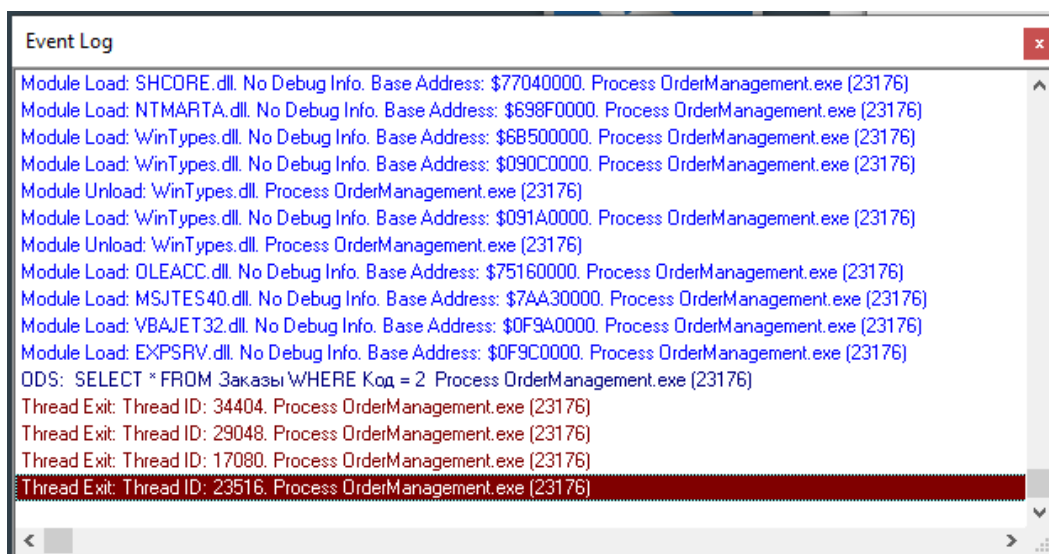 Event Log
x
Module Load: SHCORE.dll. No Debug Info. Base Address: $77040000. Process OrderManagement.exe (23176)
Module Load: NTMARTA.dll. No Debug Info. Base Address: $698F0000. Process OrderManagement.exe (23176)
Module Load: WinTypes.dll. No Debug Info. Base Address: $6B500000. Process OrderManagement.exe (23176)
Module Load: WinTypes.dll. No Debug Info. Base Address: $090C0000. Process OrderManagement.exe (23176)
Module Unload: WinTypes.dll. Process OrderManagement.exe (23176)
Module Load: WinTypes.dll. No Debug Info. Base Address: $091A0000. Process OrderManagement.exe (23176)
Module Unload: WinTypes.dll. Process OrderManagement.exe (23176)
Module Load: OLEACC.dll. No Debug Info. Base Address: $75160000. Process OrderManagement.exe (23176)
Module Load: MSJTES40.dll. No Debug Info. Base Address: $7AA30000. Process OrderManagement.exe (23176)
Module Load: VBAJET32.dll. No Debug Info. Base Address: $0F9A0000. Process OrderManagement.exe (23176)
Module Load: EXPSRV.dll. No Debug Info. Base Address: $0F9C0000. Process OrderManagement.exe (23176)
ODS: SELECT * FROM Заказы WHERE Код = 2 Process OrderManagement.exe (23176)
Thread Exit: Thread ID: 34404. Process OrderManagement.exe (23176)
Thread Exit: Thread ID: 29048. Process OrderManagement.exe (23176)
Thread Exit: Thread ID: 17080. Process OrderManagement.exe (23176)
Thread Exit: Thread ID: 23516. Process OrderManagement.exe (23176)